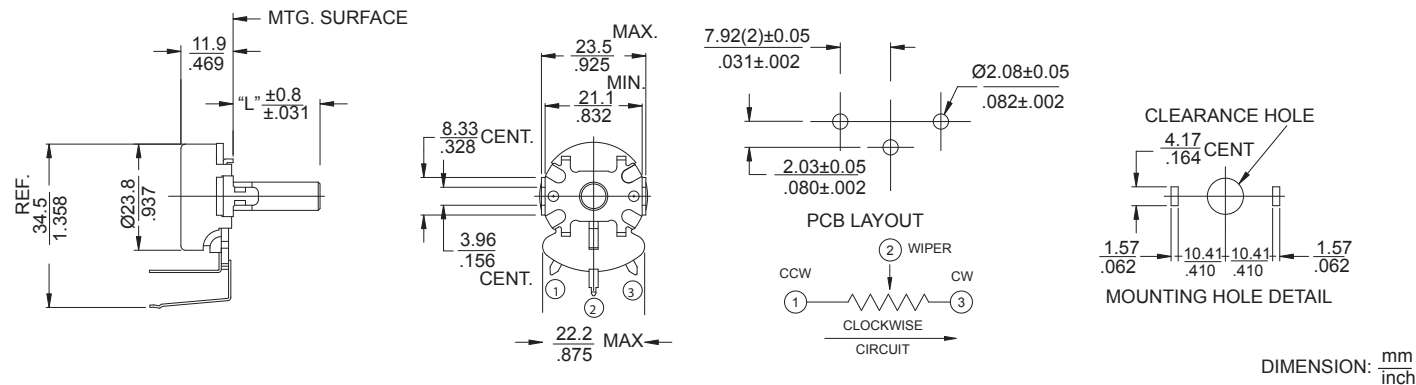 MTG. SURFACE
11.9
.469
"L" ±0.8
±.031
REF.
34.5
1.358
Ø23.8
.937
MAX.
23.5
.925
MIN.
21.1
.832
8.33 CENT.
.328
3.96
.156
CENT.
1
2
3
22.2 MAX
.875
7.92(2)±0.05
.031±.002
Ø2.08±0.05
.082±.002
2.03±0.05
.080±.002
PCB LAYOUT
2 WIPER
CCW
CW
1
3
CLOCKWISE
CIRCUIT
CLEARANCE HOLE
4.17 CENT
.164
1.57
.062
10.41
.410
10.41
.410
1.57
.062
MOUNTING HOLE DETAIL
DIMENSION: mm
inch